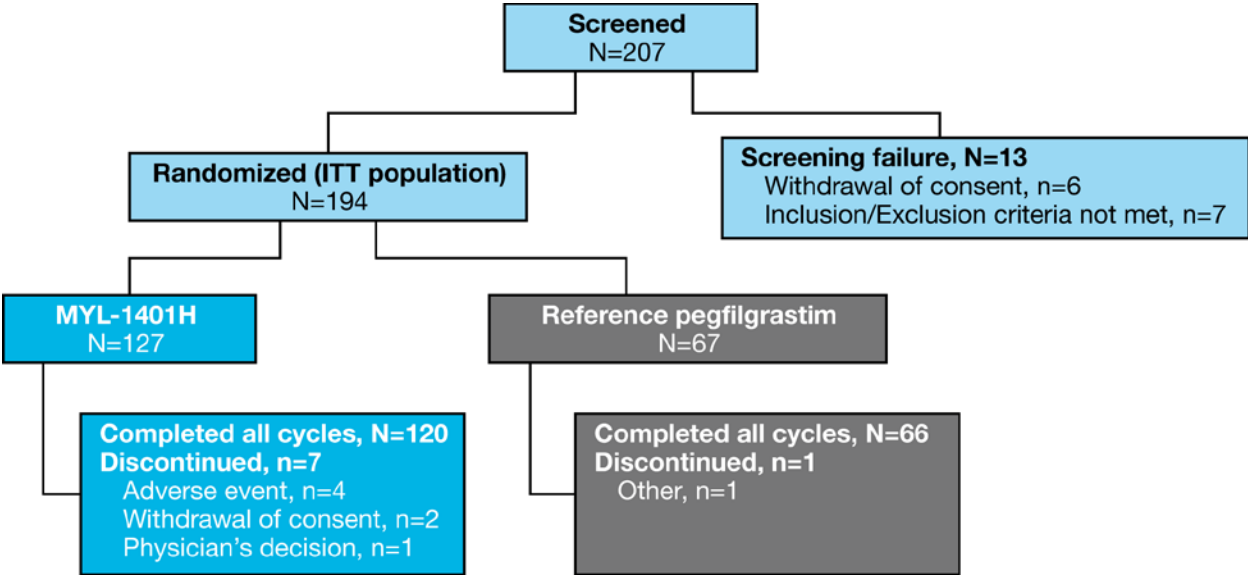 Screened
N=207
Randomized (ITT population)
N=194
Screening failure, N=13
Withdrawal of consent, n=6
Inclusion/Exclusion criteria not met, n=7
MYL-1401H
N=127
Reference pegfilgrastim
N=67
Completed all cycles, N=120
Discontinued, n=7
Adverse event, n=4
Withdrawal of consent, n=2
Physician’s decision, n=1
Completed all cycles, N=66
Discontinued, n=1
Other, n=1